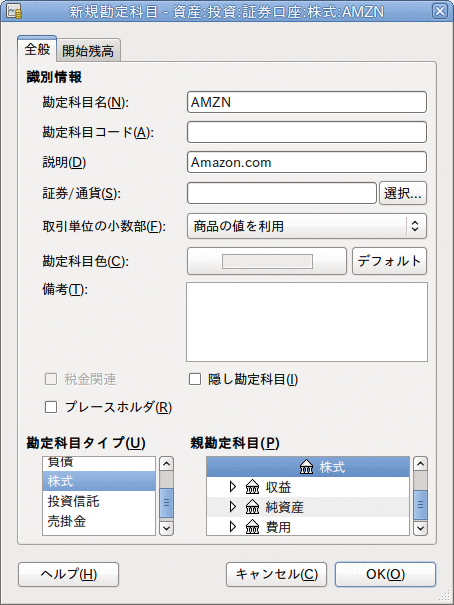 新規勘定科目 - 資産:投資:証券口座:株式:AMZN
全般 開始残高
識別情報
勘定科目名(N): AMZN
勘定科目コード(A):
説明(D) Amazon.com
証券/通貨(S): 選択...
取引単位の小数部(F): 商品の値を利用
勘定科目色(C): デフォルト
備考(T):
税金関連 隠し勘定科目(I)
プレースホルダ(R)
勘定科目タイプ(U) 親勘定科目(P)
負債 株式
株式 収益
投資信託 純資産
売掛金 費用
ヘルプ(H) キャンセル(C) OK(O)